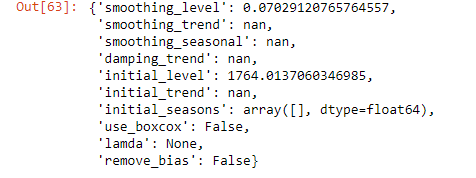 Out[63]: {'smoothing_level': 0.07029120765764557,
'smoothing_trend': nan,
'smoothing_seasonal': nan,
'damping_trend': nan,
'initial_level': 1764.0137060346985,
'initial_trend': nan,
'initial_seasons': array([], dtype=float64),
'use_boxcox': False,
'lamda': None,
'remove_bias': False}